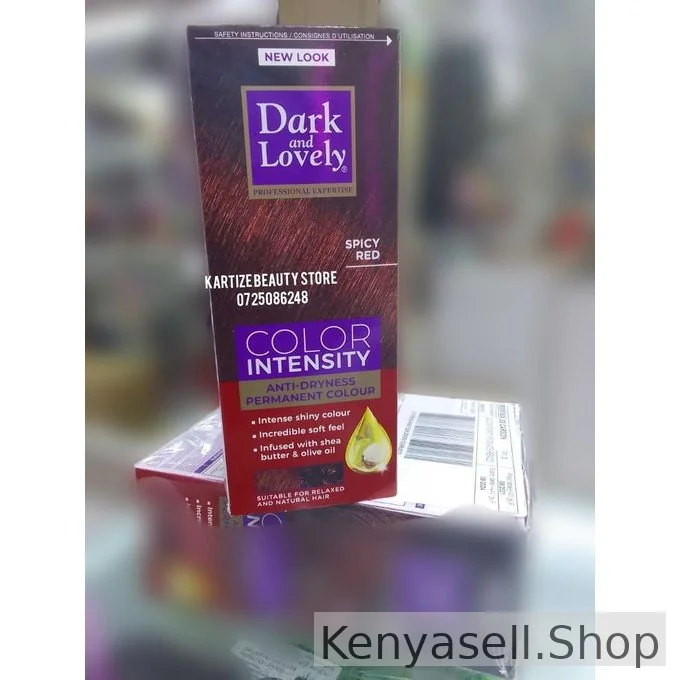 SAFETY INSTRUCTIONS / CONSIGNES D'UTILISATION
NEW LOOK
Dark
and
Lovely®
PROFESSIONAL EXPERTISE
SPICY
RED
KARTIZE BEAUTY STORE
0725086248
COLOR
INTENSITY
ANTI-DRYNESS
PERMANENT COLOUR
▪ Intense shiny colour
▪ Incredible soft feel
▪ Infused with shea
butter & olive oil
SUITABLE FOR RELAXED
AND NATURAL HAIR
Kenyasell.Shop